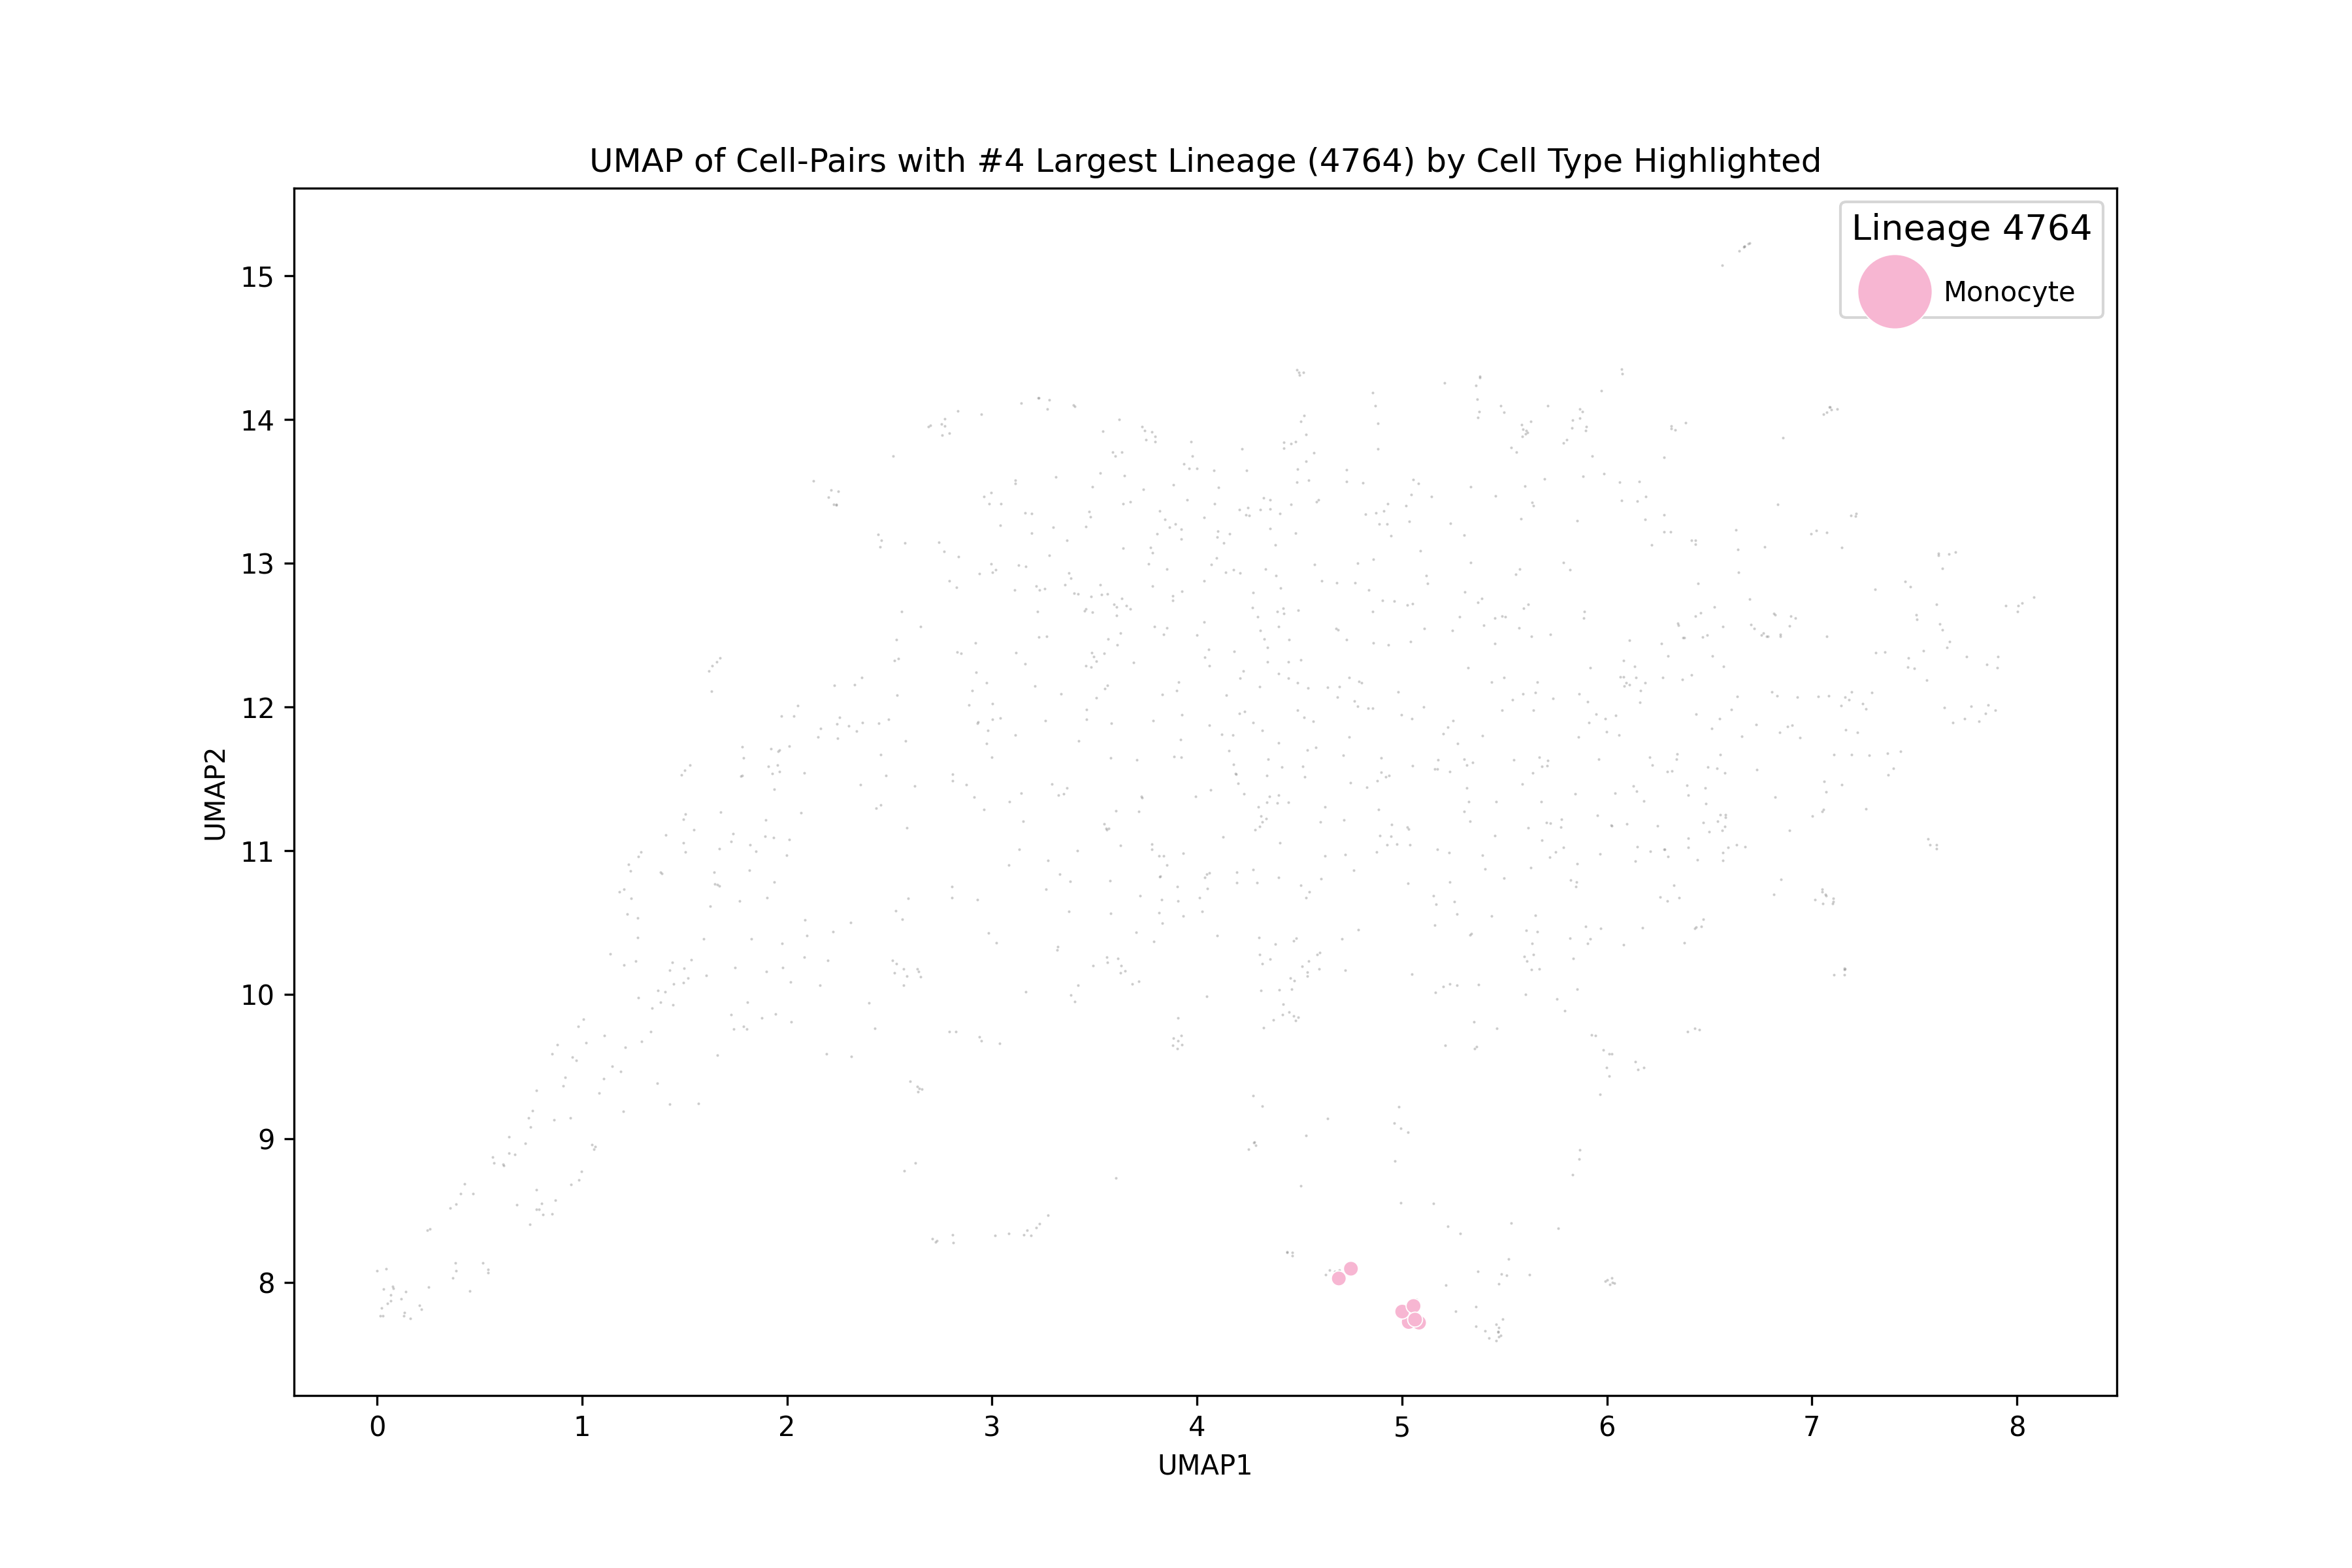 UMAP of Cell-Pairs with #4 Largest Lineage (4764) by Cell Type Highlighted
Lineage 4764
Monocyte
15
14
13
12
11
10
9
8
UMAP2
0 1 2 3 4 5 6 7 8
UMAP1